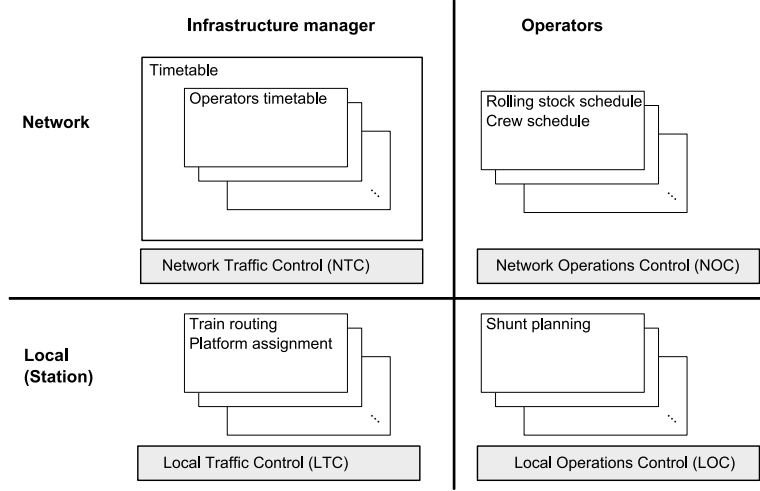 Infrastructure manager
Operators
Network
Timetable
Operators timetable
⋱
Rolling stock schedule
Crew schedule
⋱
Network Traffic Control (NTC)
Network Operations Control (NOC)
Local
(Station)
Train routing
Platform assignment
⋱
Shunt planning
⋱
Local Traffic Control (LTC)
Local Operations Control (LOC)